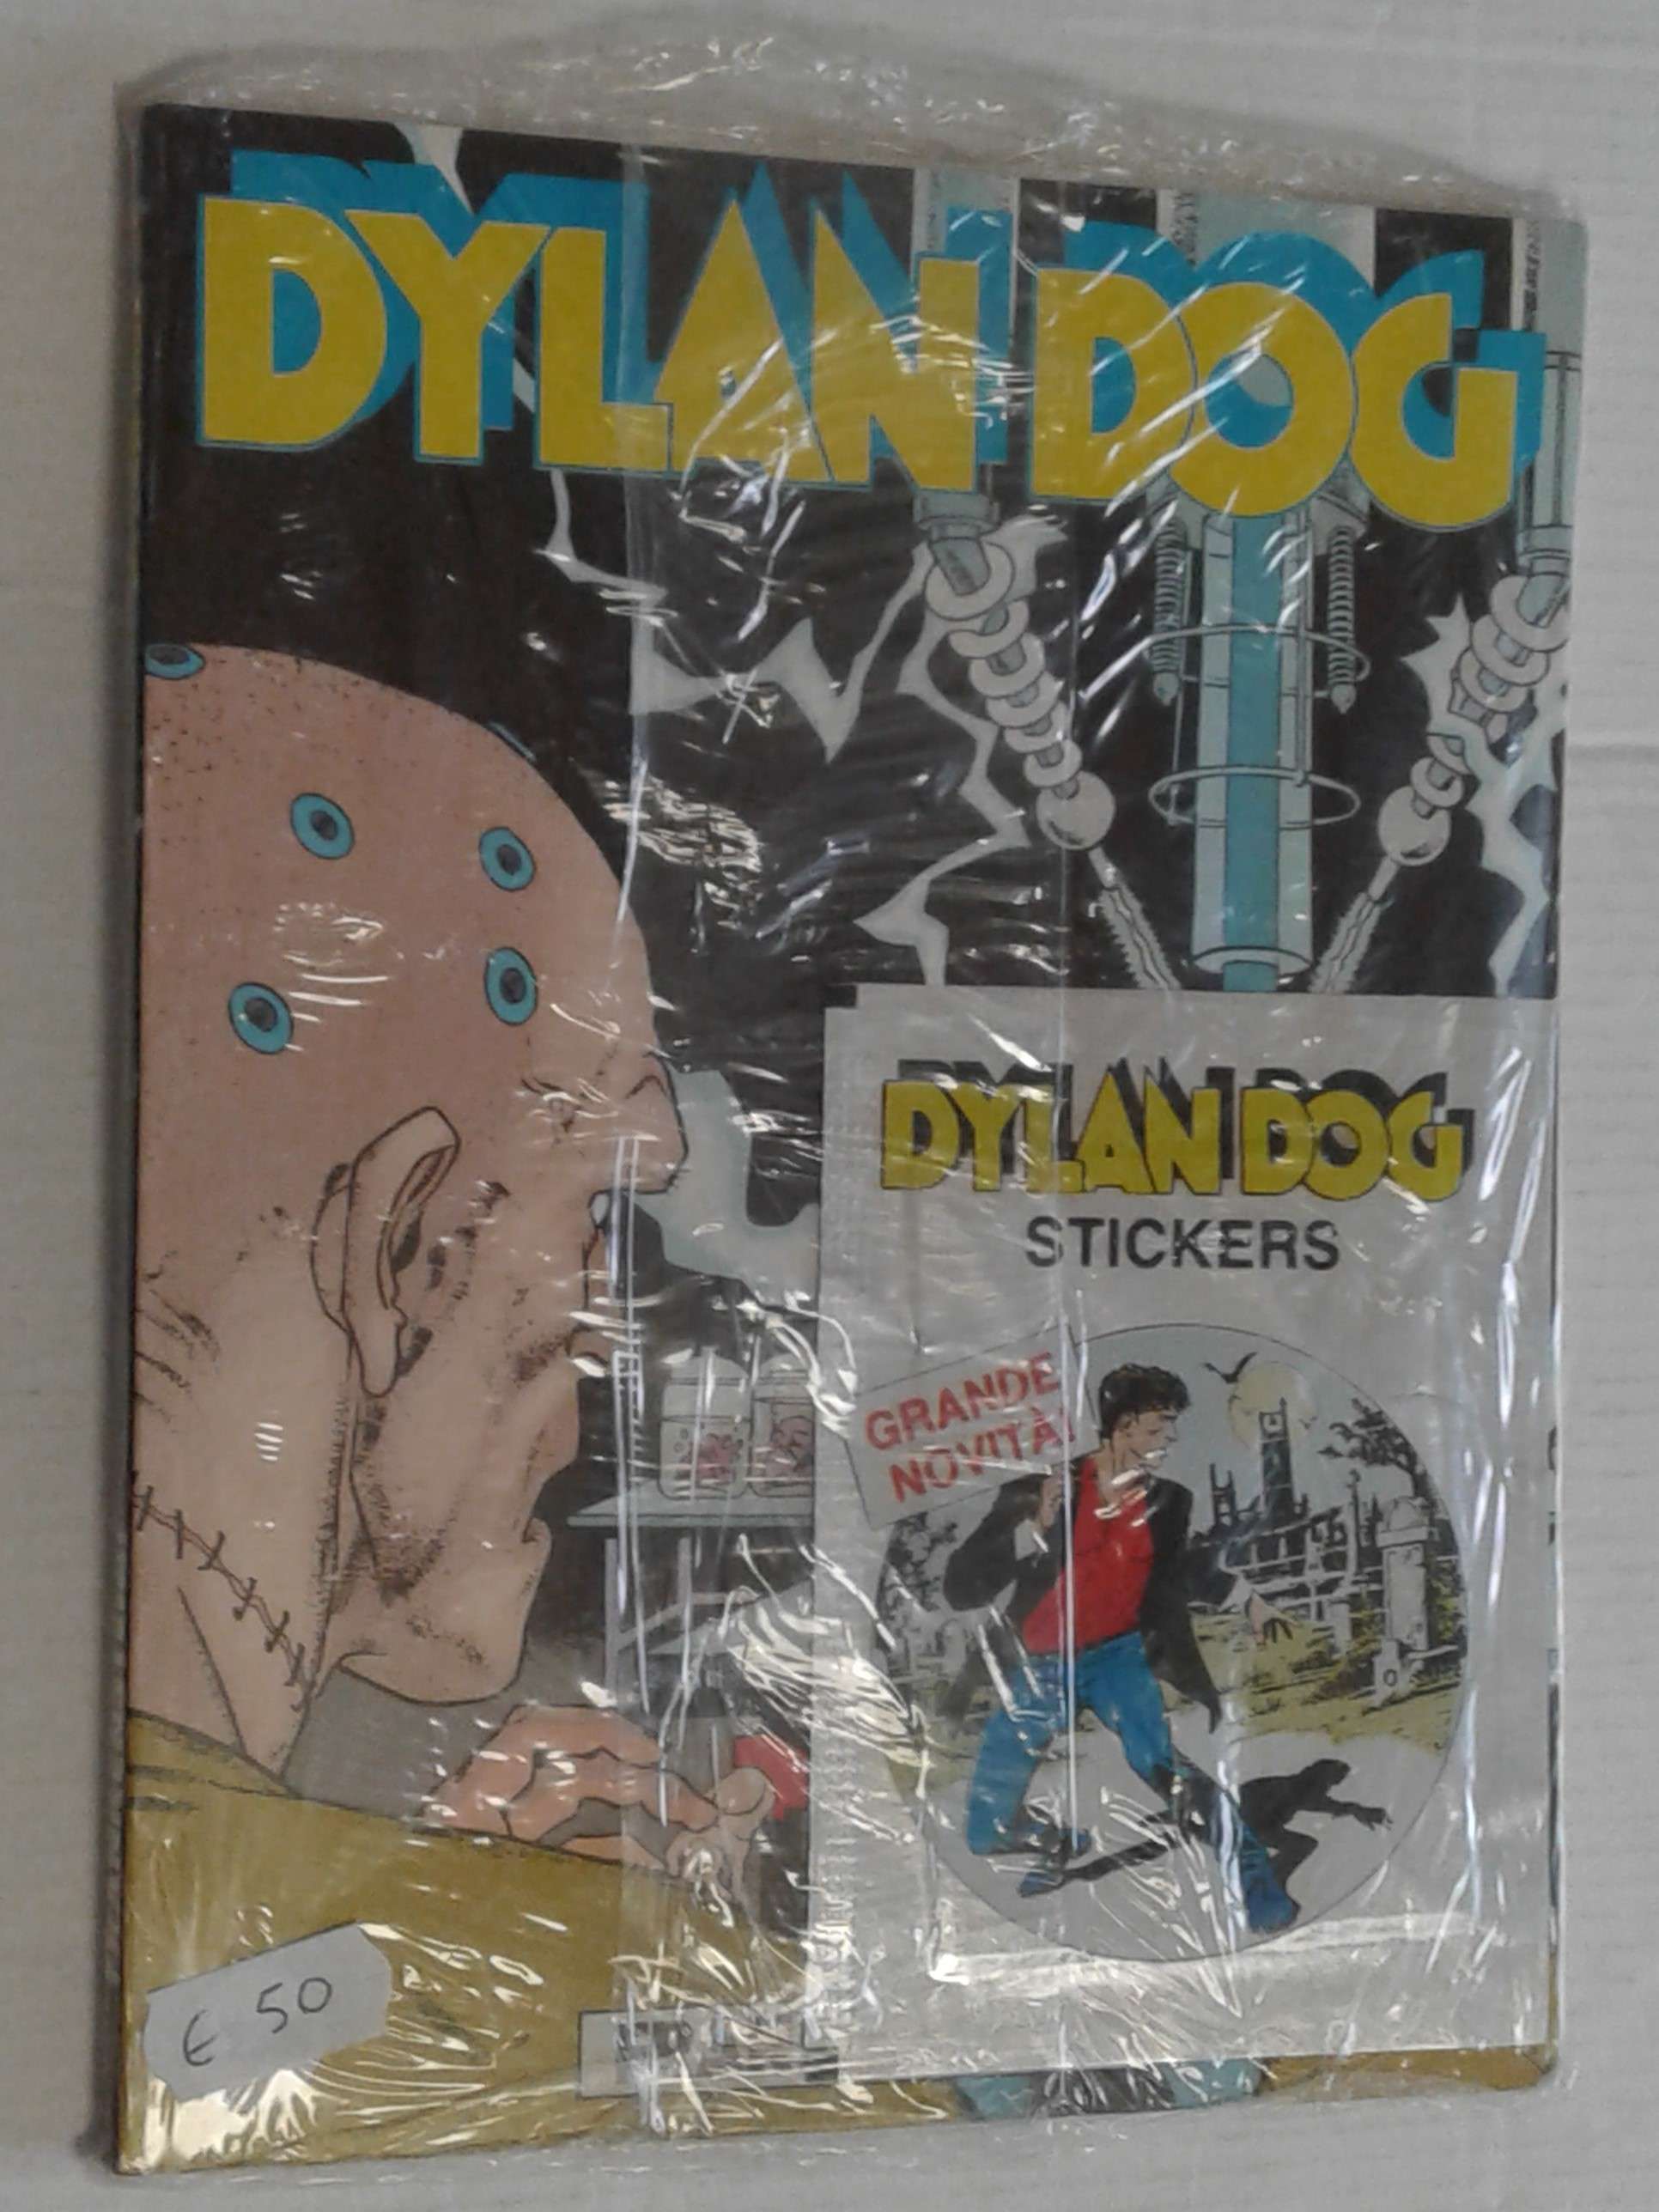 DYLAN DOG
DYLAN DOG
STICKERS
GRANDE
NOVITÀ!
€ 50